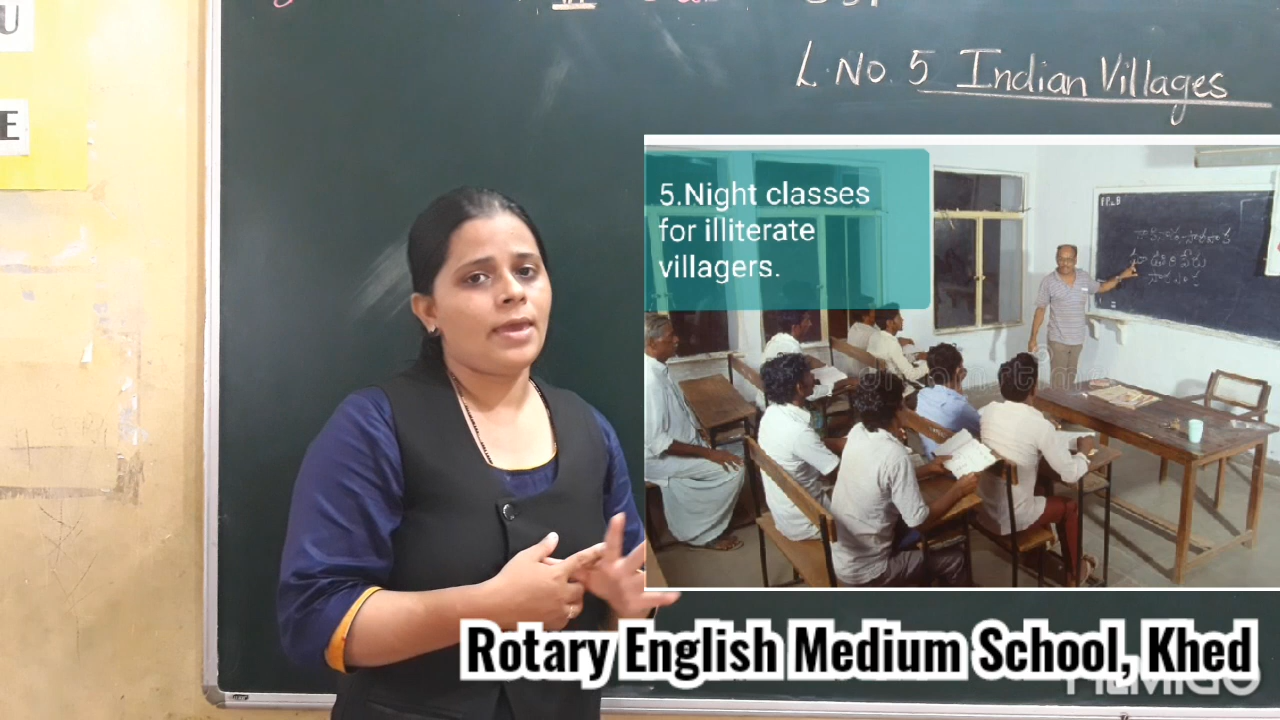 U
E
L.No. 5 Indian Villages
5.Night classes
for illiterate
villagers.
Rotary English Medium School, Khed